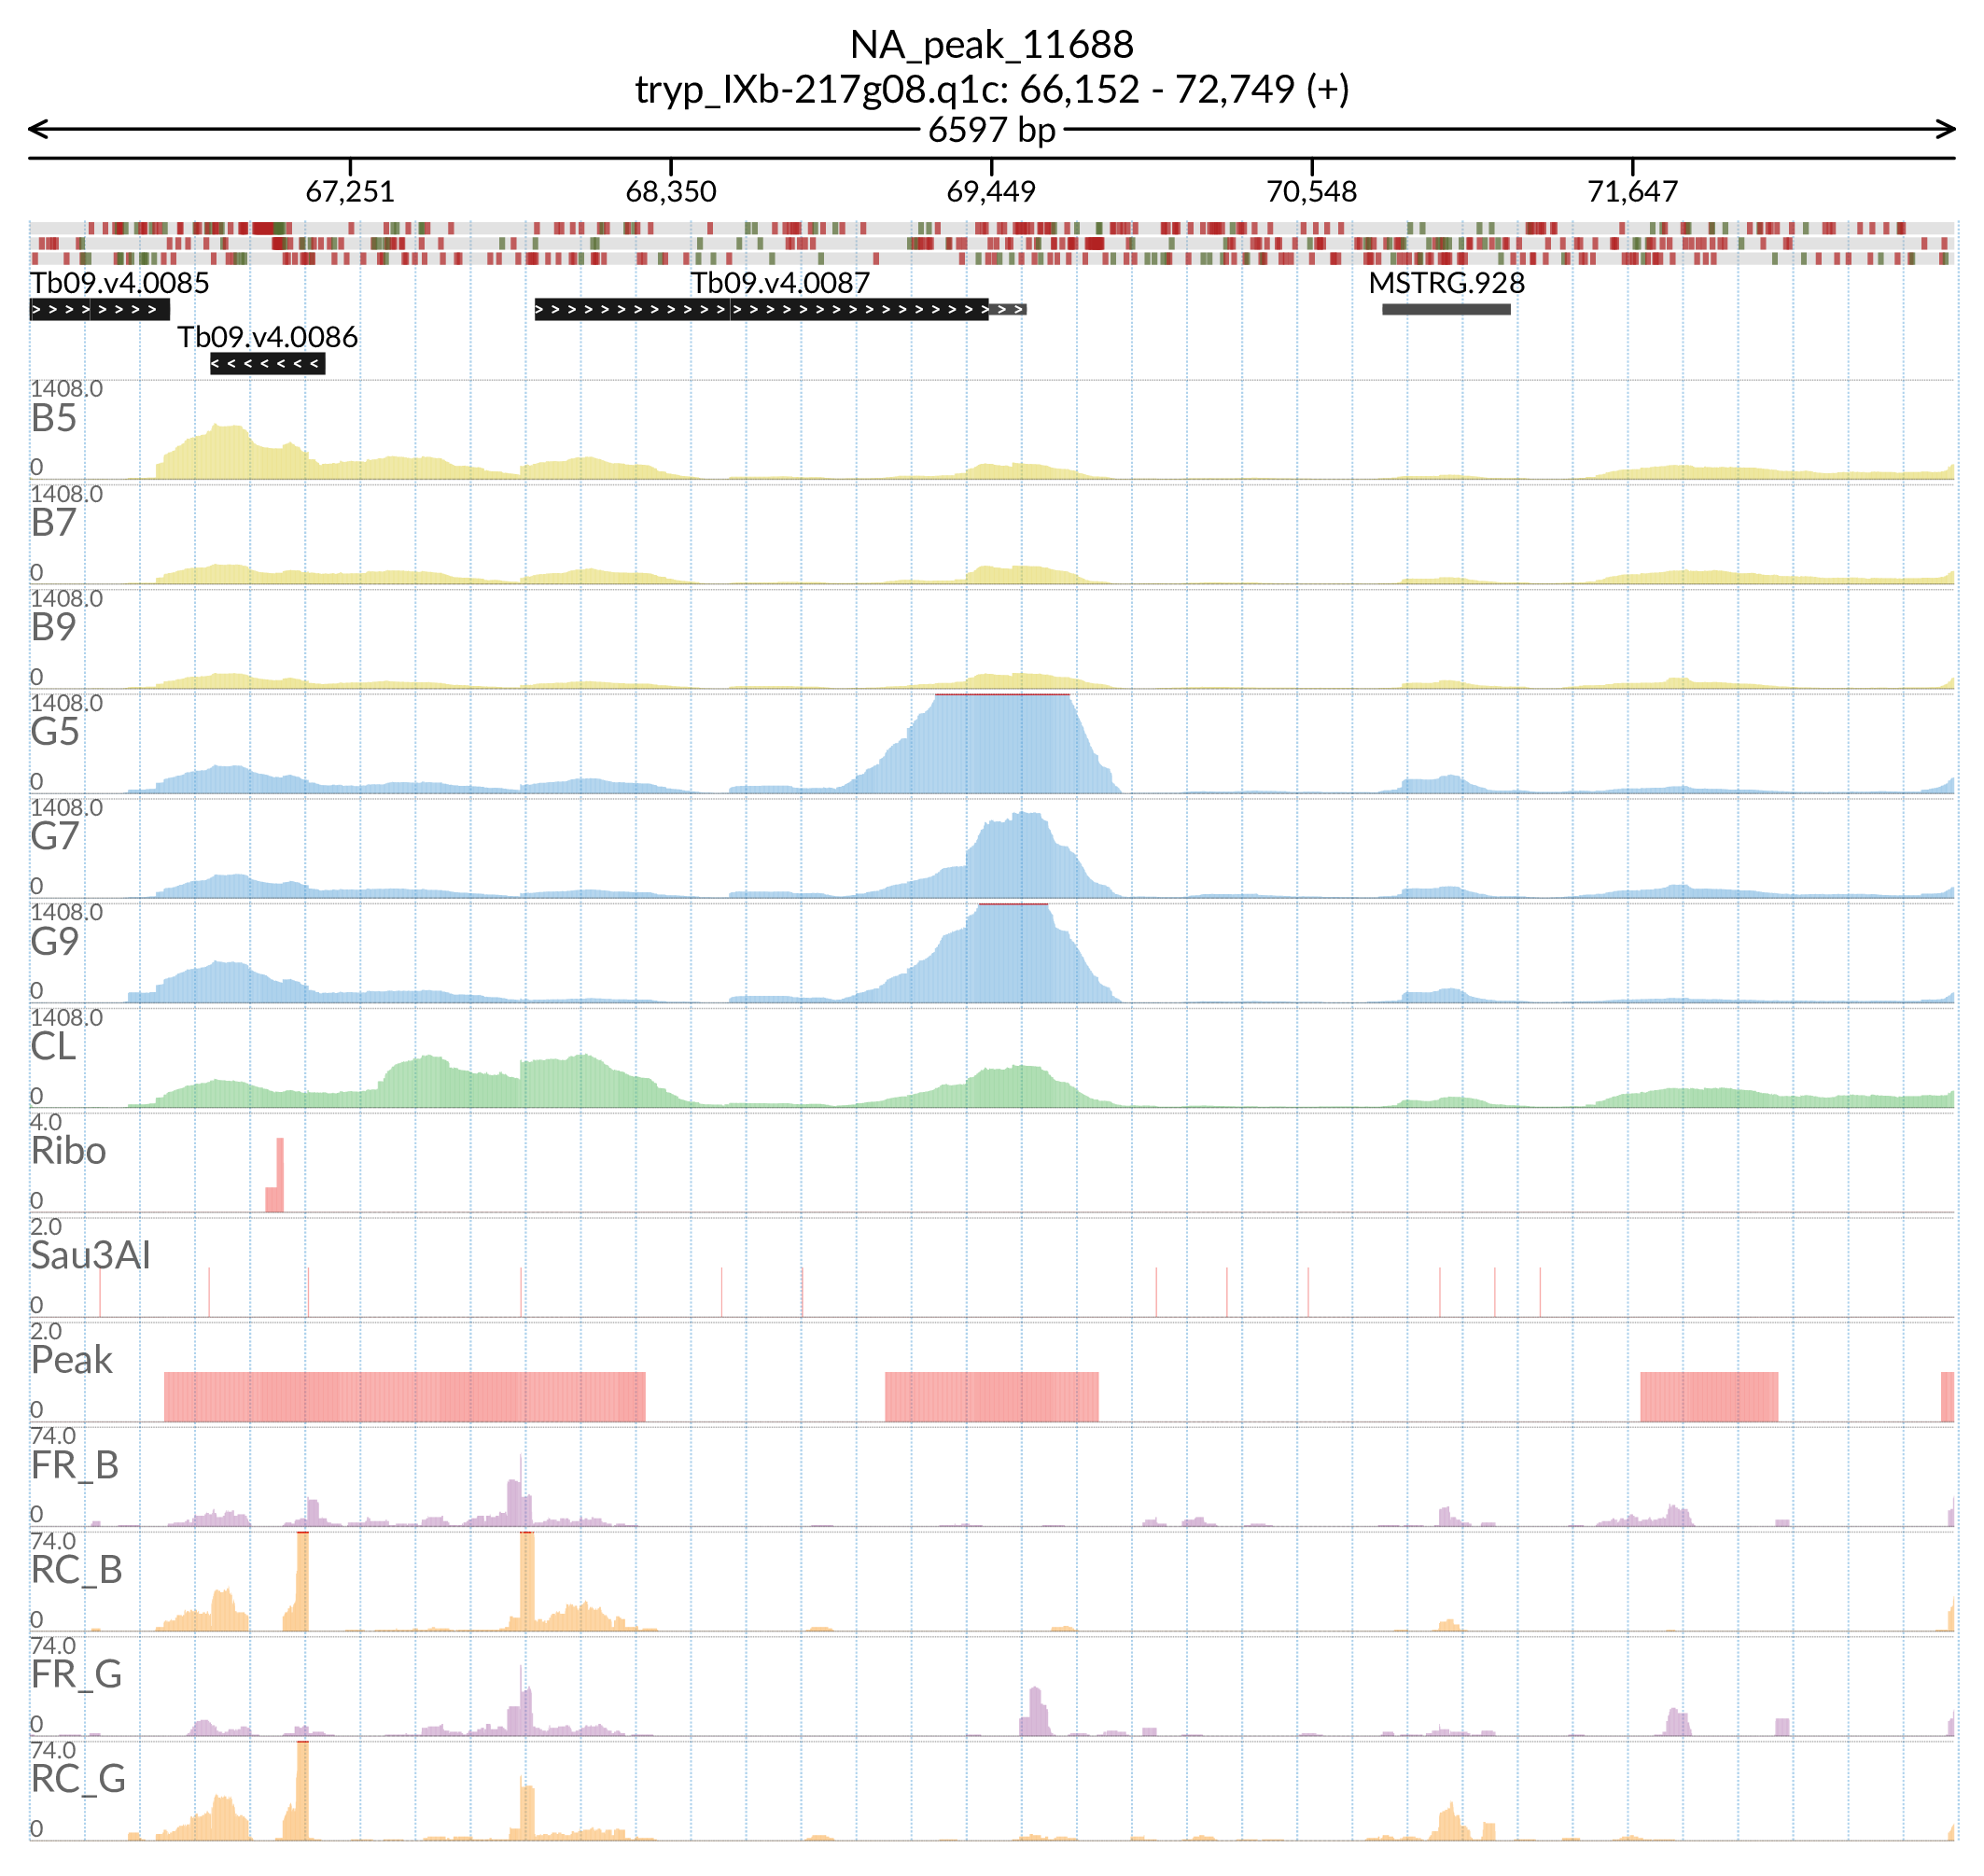 NA_peak_11688
tryp_IXb-217g08.q1c: 66,152 - 72,749 (+)
6597 bp
67,251 68,350 69,449 70,548 71,647
Tb09.v4.0085 Tb09.v4.0087 MSTRG.928
Tb09.v4.0086
1408.0
B5
0
1408.0
B7
0
1408.0
B9
0
1408.0
G5
0
1408.0
G7
0
1408.0
G9
0
1408.0
CL
0
4.0
Ribo
0
2.0
Sau3AI
0
2.0
Peak
0
74.0
FR_B
0
74.0
RC_B
0
74.0
FR_G
0
74.0
RC_G
0